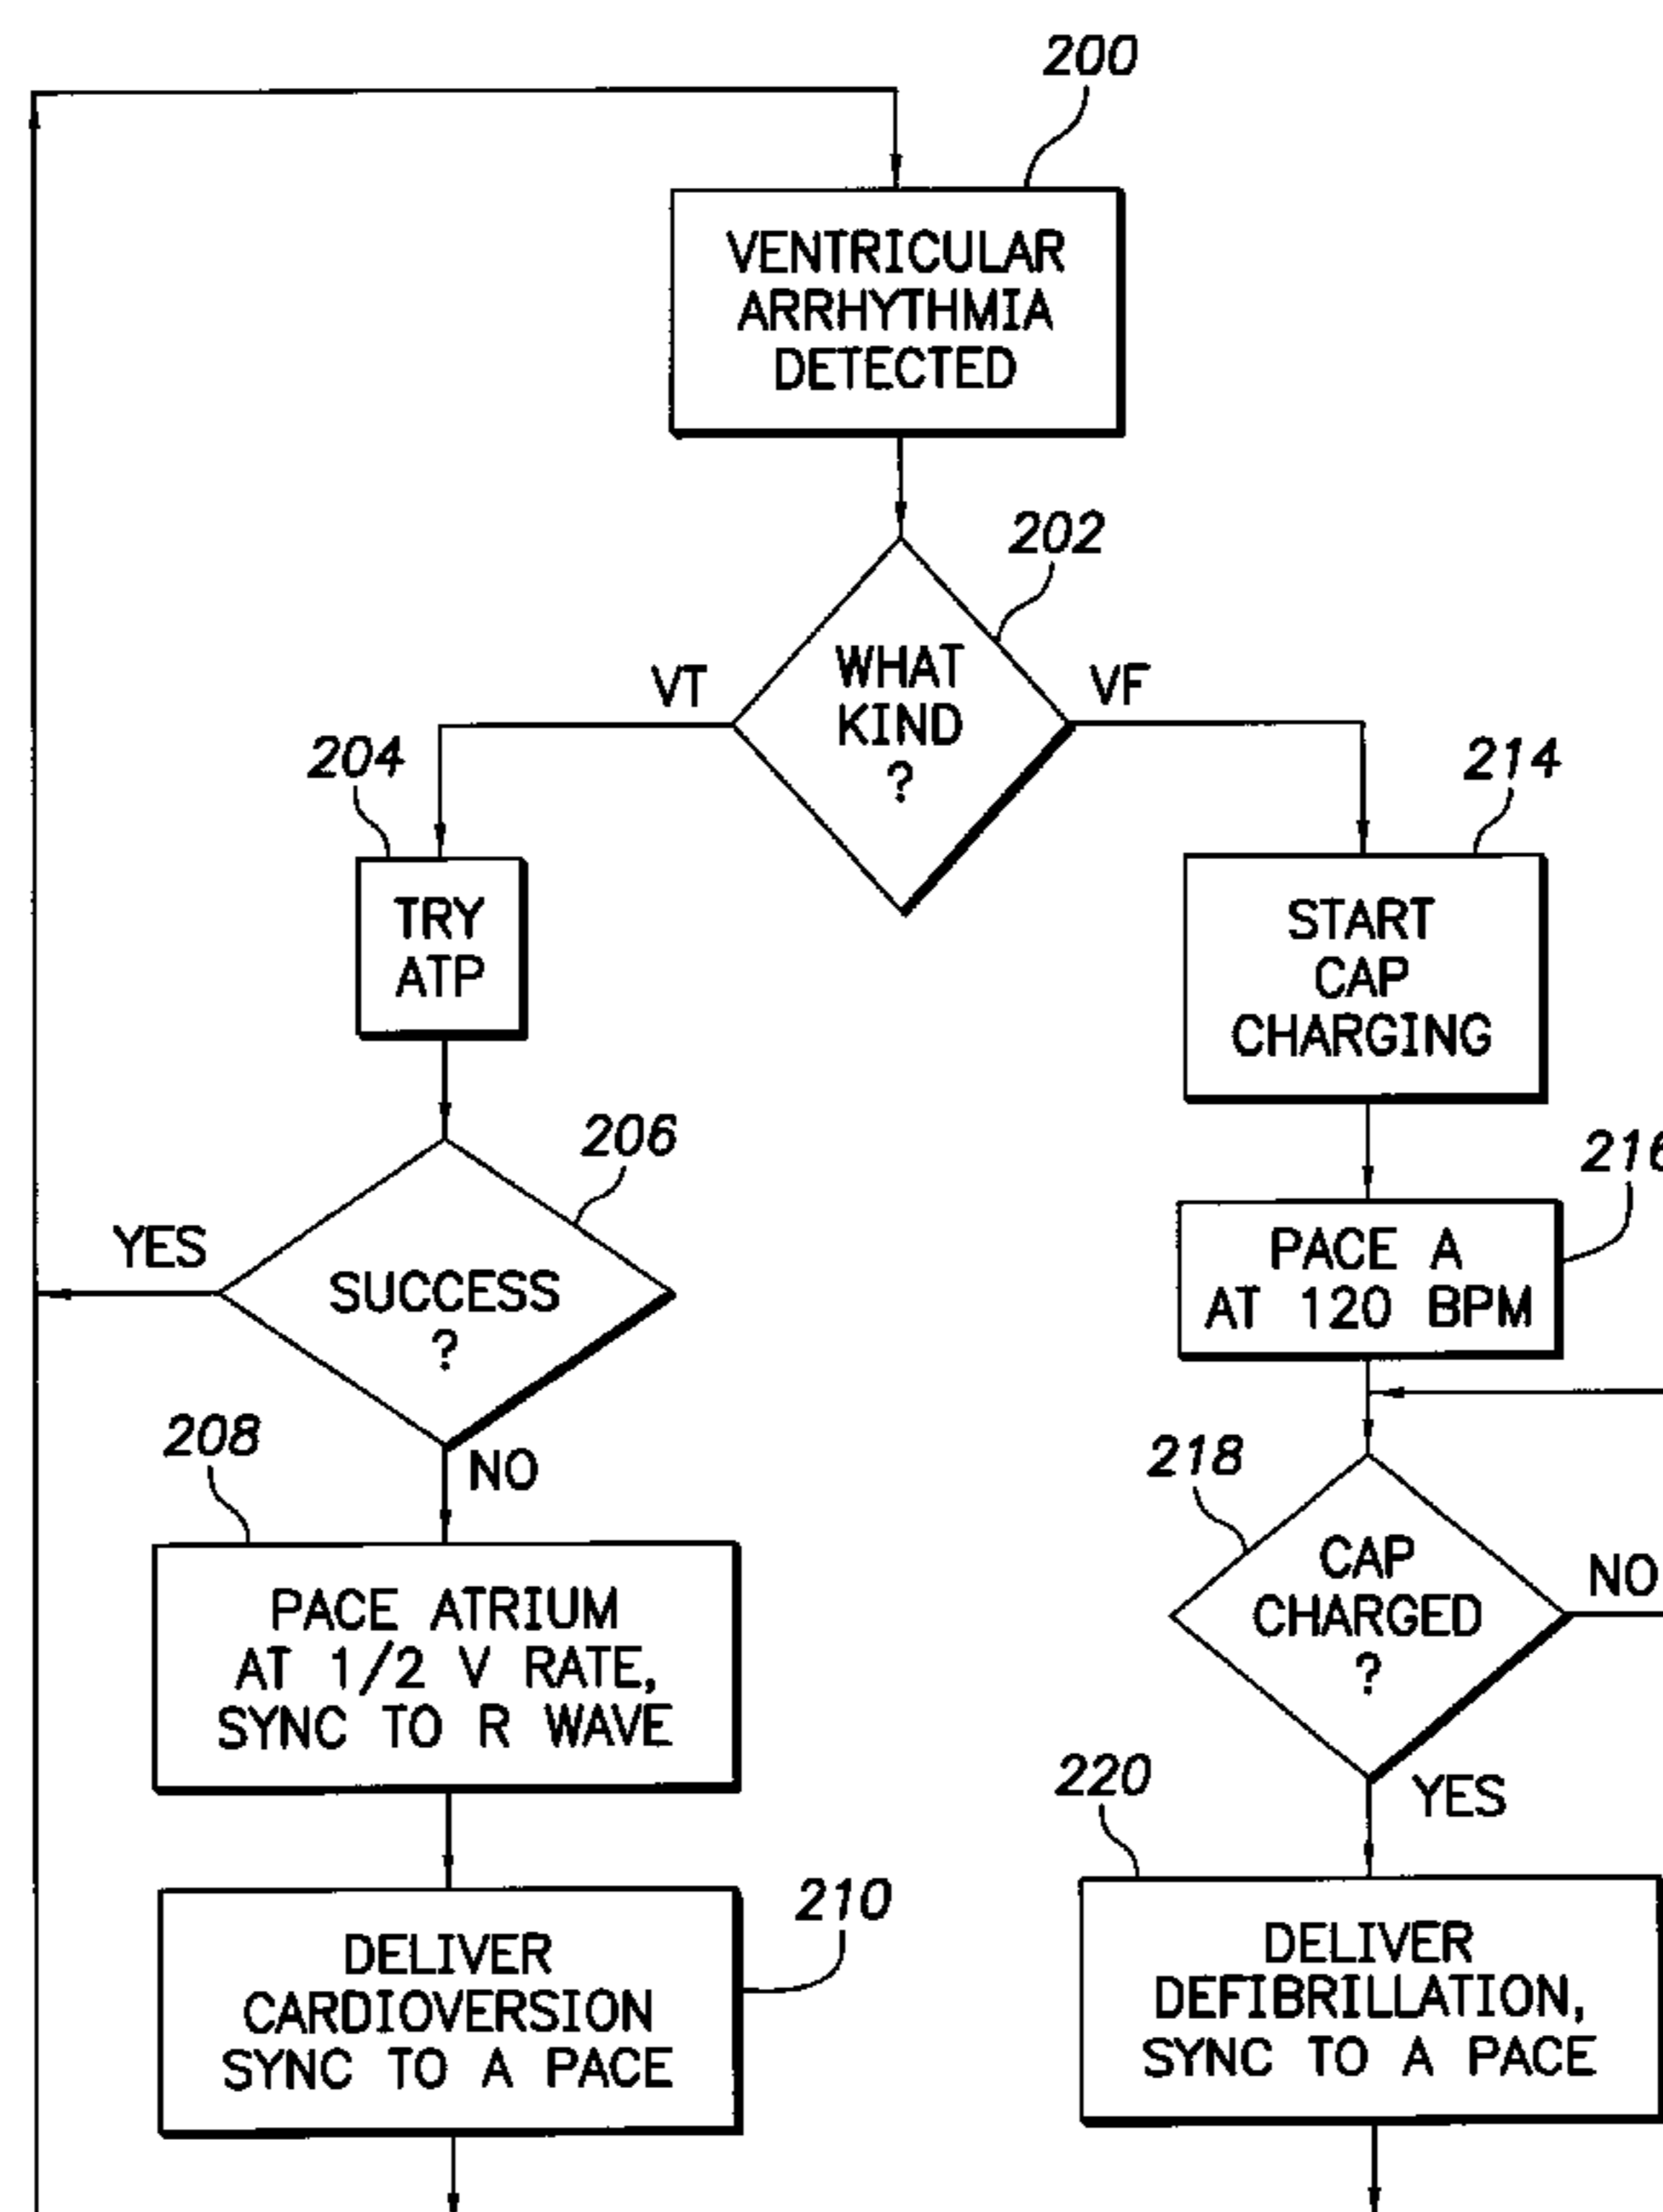 200
VENTRICULAR
ARRHYTHMIA
DETECTED
202
WHAT
KIND
?
VT
VF
204
TRY
ATP
214
START
CAP
CHARGING
206
SUCCESS
?
YES
NO
216
PACE A
AT 120 BPM
208
PACE ATRIUM
AT 1/2 V RATE,
SYNC TO R WAVE
218
CAP
CHARGED
?
NO
YES
210
DELIVER
CARDIOVERSION
SYNC TO A PACE
220
DELIVER
DEFIBRILLATION,
SYNC TO A PACE